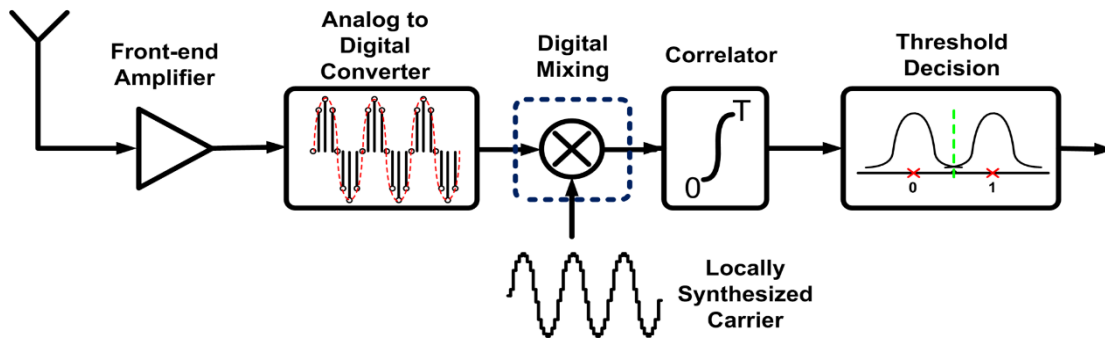 Front-end
Amplifier
Analog to
Digital
Converter
Digital
Mixing
Correlator
T
0
Threshold
Decision
0 1
Locally
Synthesized
Carrier